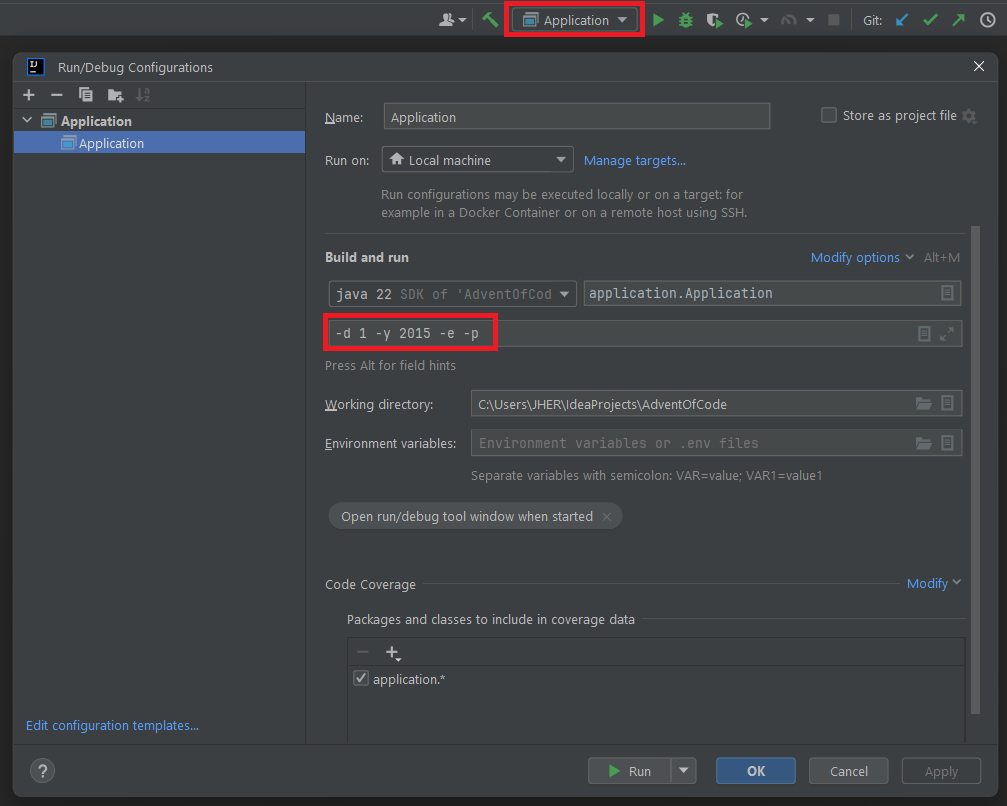 Application
Git:
Run/Debug Configurations
Application
Application
Name:
Application
Store as project file
Run on:
Local machine
Manage targets...
Run configurations may be executed locally or on a target: for
example in a Docker Container or on a remote host using SSH.
Build and run
Modify options
Alt+M
java 22 SDK of 'AdventOfCod
application.Application
-d 1 -y 2015 -e -p
Press Alt for field hints
Working directory:
C:\Users\JHER\IdeaProjects\AdventOfCode
Environment variables:
Environment variables or .env files
Separate variables with semicolon: VAR=value; VAR1=value1
Open run/debug tool window when started
Code Coverage
Modify
Packages and classes to include in coverage data
application.*
Edit configuration templates...
?
Run
OK
Cancel
Apply